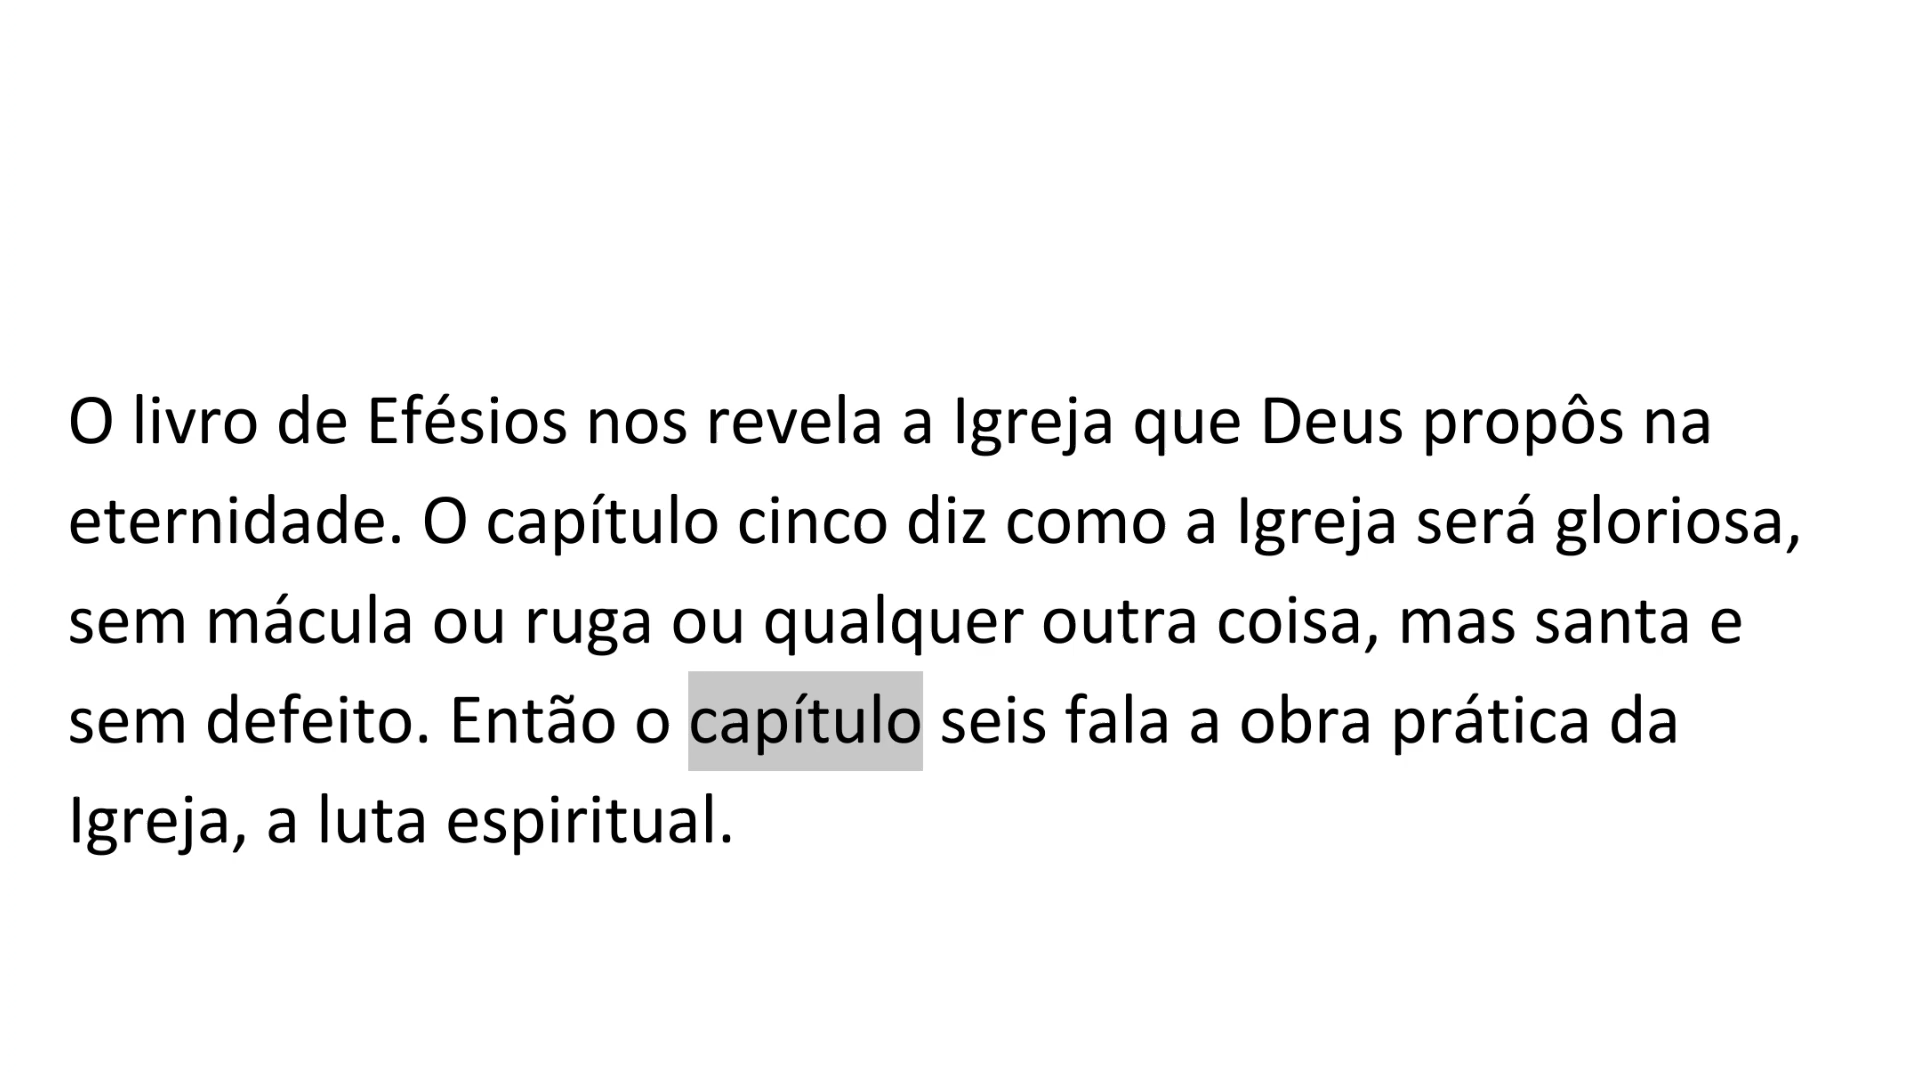 O livro de Efésios nos revela a Igreja que Deus propôs na
eternidade. O capítulo cinco diz como a Igreja será gloriosa,
sem mácula ou ruga ou qualquer outra coisa, mas santa e
sem defeito. Então o capítulo seis fala a obra prática da
Igreja, a luta espiritual.